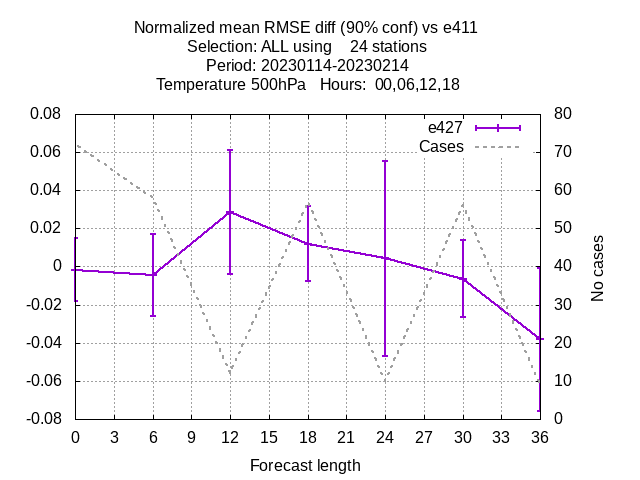 Normalized mean RMSE diff (90% conf) vs e411
Selection: ALL using    24 stations
Period: 20230114-20230214
Temperature 500hPa   Hours:  00,06,12,18
e427
Cases
0.08
0.06
0.04
0.02
0
-0.02
-0.04
-0.06
-0.08
80
70
60
50
40
30
20
10
0
No cases
0 3 6 9 12 15 18 21 24 27 30 33 36
Forecast length